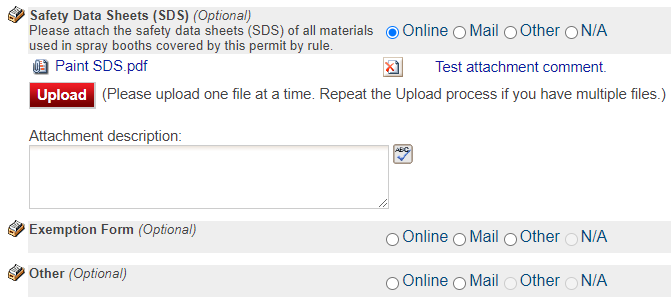 Safety Data Sheets (SDS) (Optional)
Please attach the safety data sheets (SDS) of all materials
used in spray booths covered by this permit by rule.
Online Mail Other N/A
Paint SDS.pdf Test attachment comment.
Upload (Please upload one file at a time. Repeat the Upload process if you have multiple files.)
Attachment description:
ABC
Exemption Form (Optional) Online Mail Other N/A
Other (Optional) Online Mail Other N/A